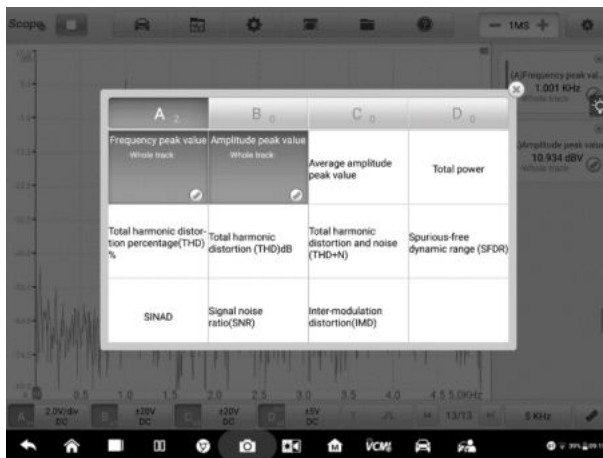 Scope
1MS
A 2
B 0
C 0
D 0
Frequency peak value
Whole track
Amplitude peak value
Whole track
Average amplitude
peak value
Total power
Total harmonic distor-
tion percentage(THD)
%
Total harmonic
distortion (THD)dB
Total harmonic
distortion and noise
(THD+N)
Spurious-free
dynamic range (SFDR)
SINAD
Signal noise
ratio(SNR)
Inter-modulation
distortion(IMD)
(A)Frequency peak val...
1.001 KHz
Whole track
Amplitude peak value
10.934 dBV
Whole track
0.5
1.0
1.5
2.0
2.5
3.0
3.5
4.0
4.5
5.0KHz
A
2.0V/div
DC
B
±20V
DC
C
±20V
DC
D
±5V
DC
T
13/13
5 KHz
VCMI